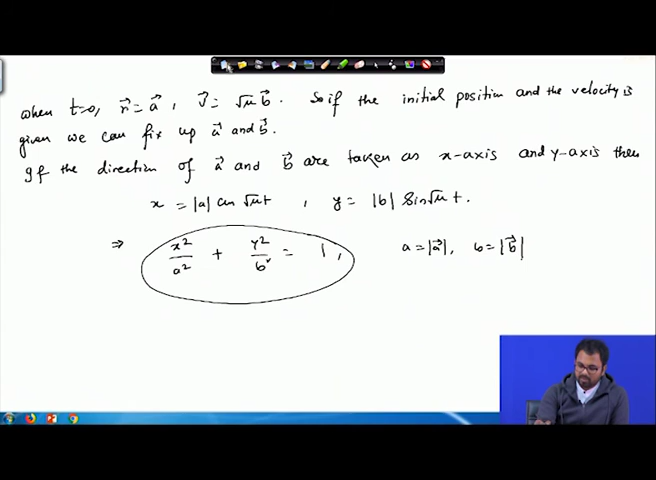 when t=0, r⃗ = a⃗ , v⃗ = √μ b⃗ . So if the initial position and the velocity is
given we can fix up a⃗ and b⃗.
If the direction of a⃗ and b⃗ are taken as x-axis and y-axis then
x = |a| cos √μt , y = |b| sin√μ t.
⇒ x²/a² + y²/b² = 1, a = |a⃗|, b = |b⃗|